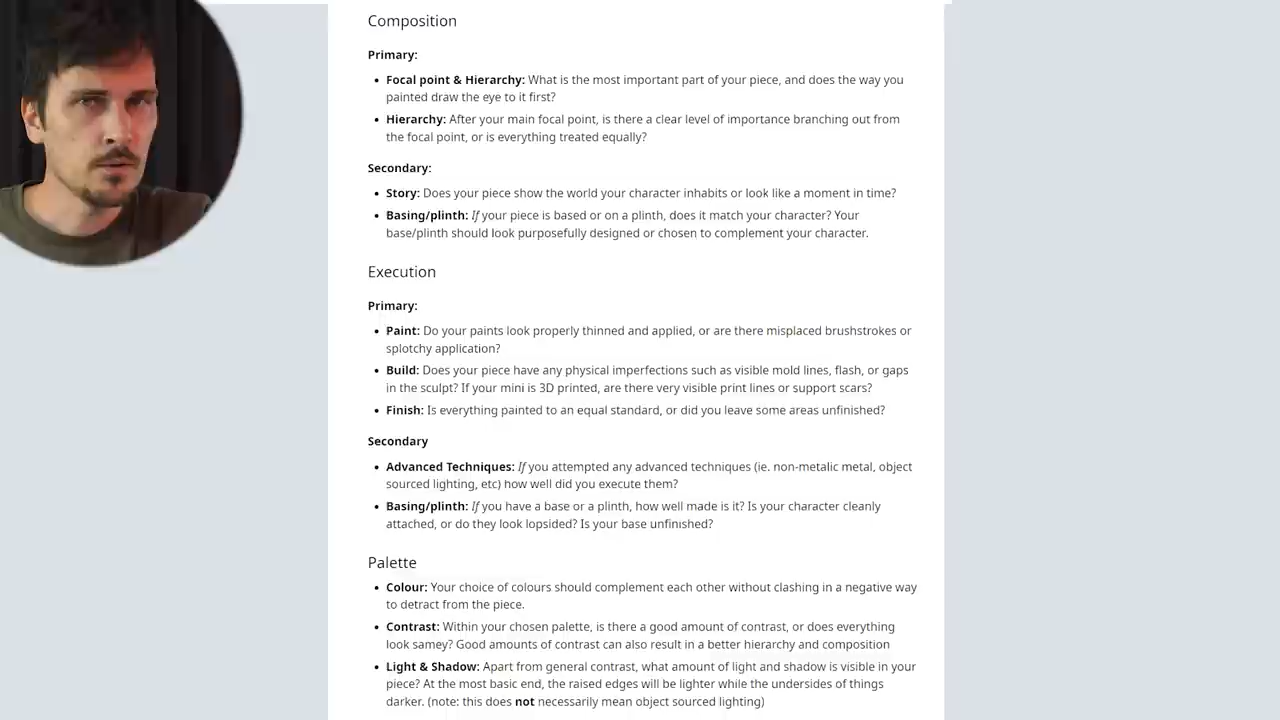 Composition
Primary:
• Focal point & Hierarchy: What is the most important part of your piece, and does the way you
painted draw the eye to it first?
• Hierarchy: After your main focal point, is there a clear level of importance branching out from
the focal point, or is everything treated equally?
Secondary:
• Story: Does your piece show the world your character inhabits or look like a moment in time?
• Basing/plinth: If your piece is based or on a plinth, does it match your character? Your
base/plinth should look purposefully designed or chosen to complement your character.
Execution
Primary:
• Paint: Do your paints look properly thinned and applied, or are there misplaced brushstrokes or
splotchy application?
• Build: Does your piece have any physical imperfections such as visible mold lines, flash, or gaps
in the sculpt? If your mini is 3D printed, are there very visible print lines or support scars?
• Finish: Is everything painted to an equal standard, or did you leave some areas unfinished?
Secondary
• Advanced Techniques: If you attempted any advanced techniques (ie. non-metalic metal, object
sourced lighting, etc) how well did you execute them?
• Basing/plinth: If you have a base or a plinth, how well made is it? Is your character cleanly
attached, or do they look lopsided? Is your base unfinished?
Palette
• Colour: Your choice of colours should complement each other without clashing in a negative way
to detract from the piece.
• Contrast: Within your chosen palette, is there a good amount of contrast, or does everything
look samey? Good amounts of contrast can also result in a better hierarchy and composition
• Light & Shadow: Apart from general contrast, what amount of light and shadow is visible in your
piece? At the most basic end, the raised edges will be lighter while the undersides of things
darker. (note: this does not necessarily mean object sourced lighting)